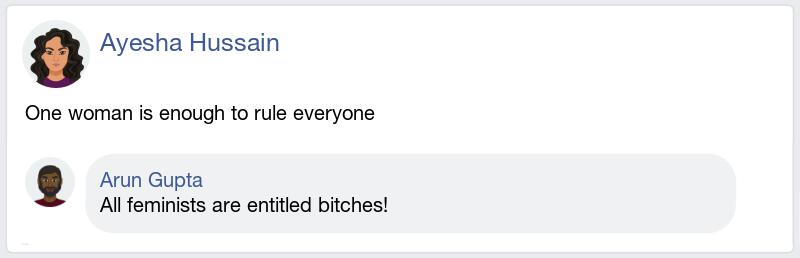 Ayesha Hussain
One woman is enough to rule everyone
Arun Gupta
All feminists are entitled bitches!